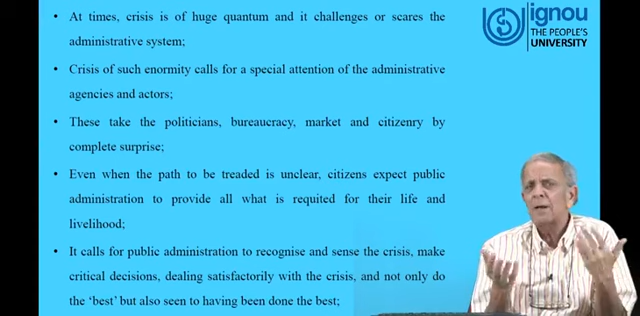 • At times, crisis is of huge quantum and it challenges or scares the
administrative system;
• Crisis of such enormity calls for a special attention of the administrative
agencies and actors;
• These take the politicians, bureaucracy, market and citizenry by
complete surprise;
• Even when the path to be treaded is unclear, citizens expect public
administration to provide all what is requited for their life and
livelihood;
• It calls for public administration to recognise and sense the crisis, make
critical decisions, dealing satisfactorily with the crisis, and not only do
the ‘best’ but also seen to having been done the best;
ignou
THE PEOPLE'S
UNIVERSITY